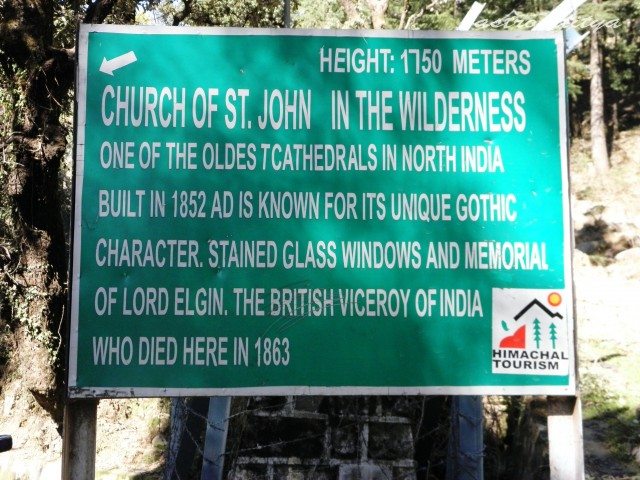 HEIGHT: 1750 METERS
CHURCH OF ST. JOHN IN THE WILDERNESS
ONE OF THE OLDEST CATHEDRALS IN NORTH INDIA
BUILT IN 1852 AD IS KNOWN FOR ITS UNIQUE GOTHIC
CHARACTER. STAINED GLASS WINDOWS AND MEMORIAL
OF LORD ELGIN. THE BRITISH VICEROY OF INDIA
WHO DIED HERE IN 1863
HIMACHAL
TOURISM